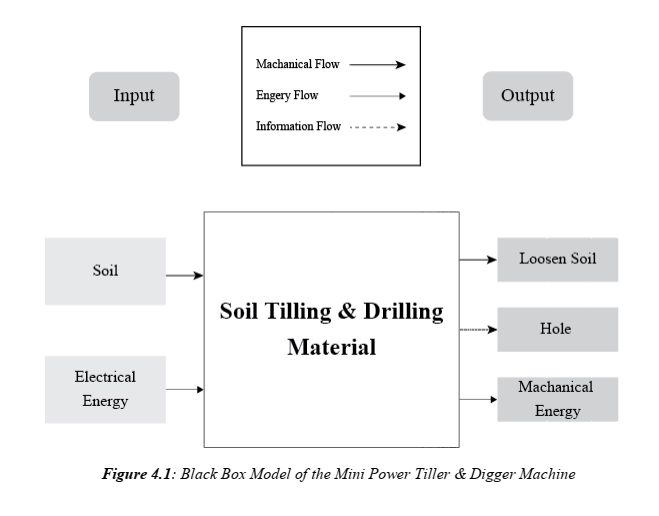 Input
Machanical Flow
Engery Flow
Information Flow
Output
Soil
Electrical
Energy
Soil Tilling & Drilling
Material
Loosen Soil
Hole
Machanical
Energy
Figure 4.1: Black Box Model of the Mini Power Tiller & Digger Machine